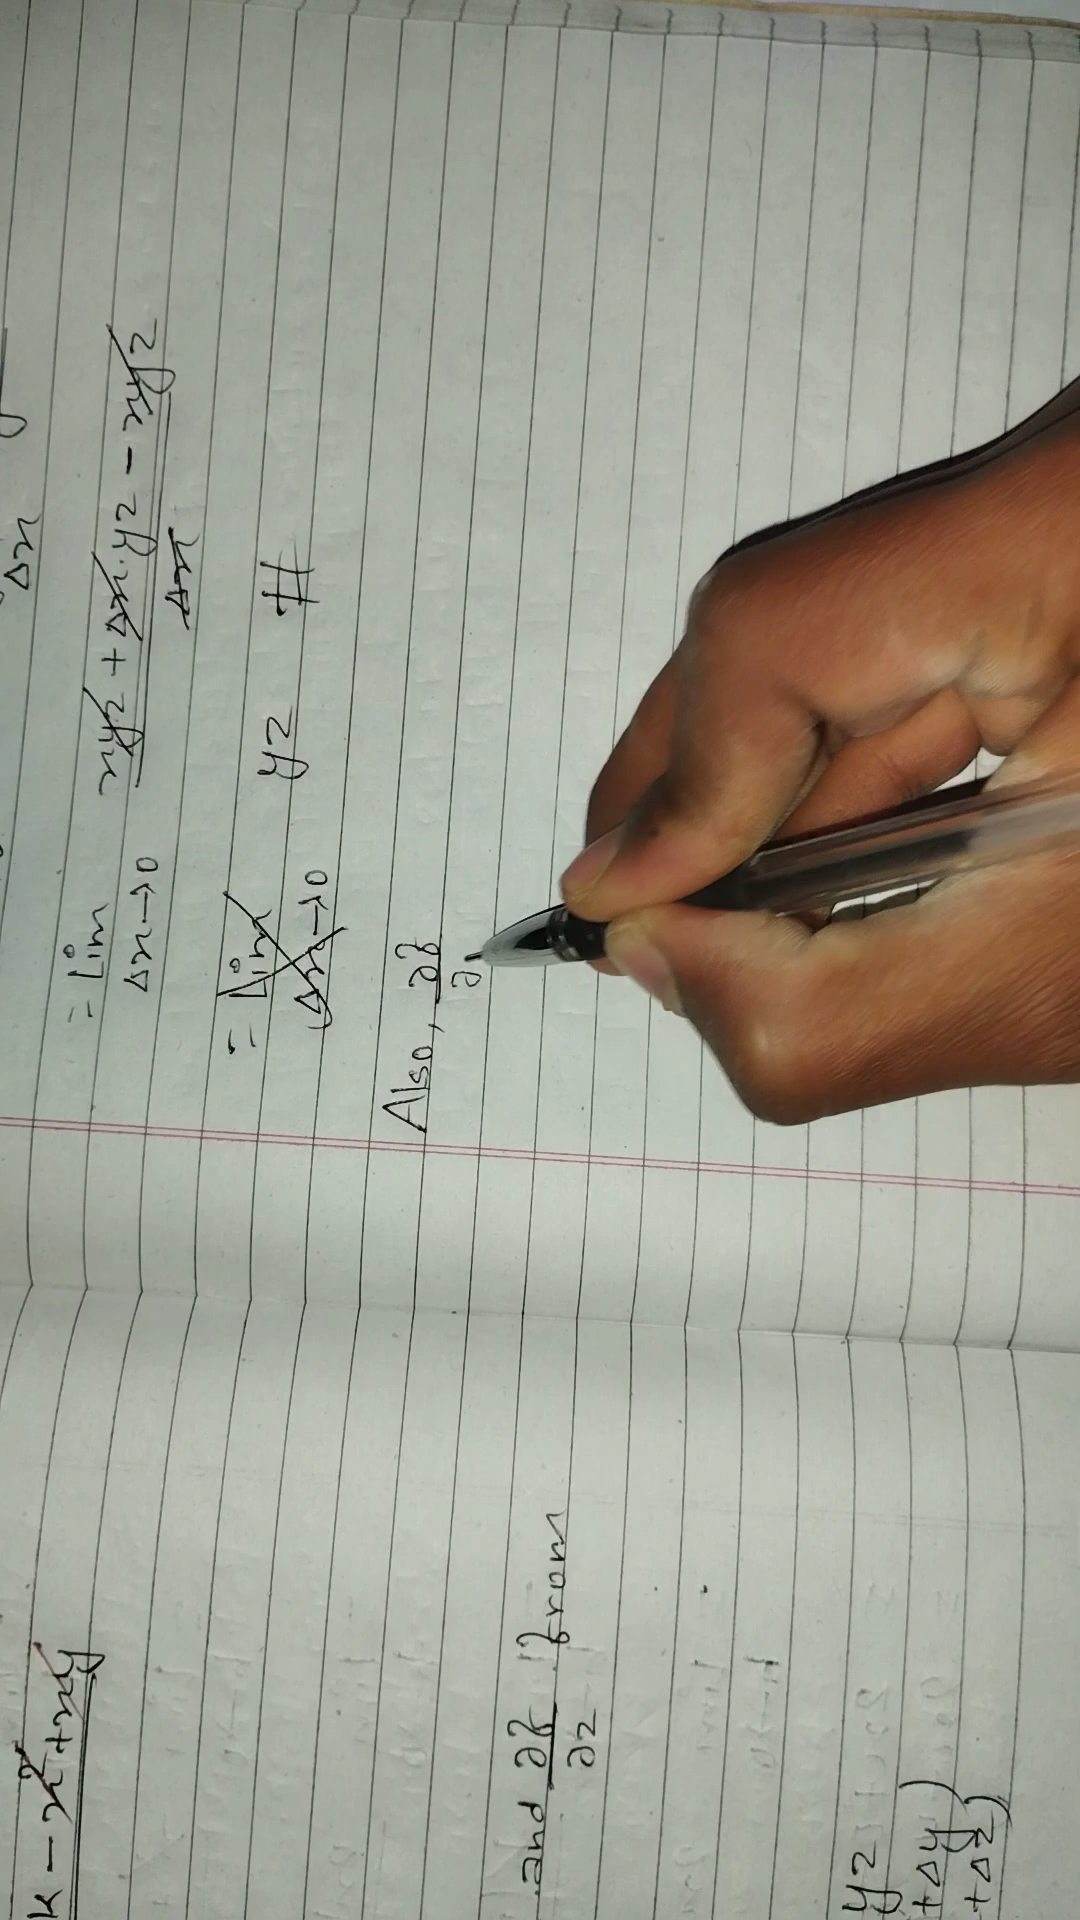 Δx
= Lim xyz + Δx.yz - xyz
Δx→0 Δx
= Lim yz #
Δx→0
Also, ∂f
∂
k - x² + xy
and ∂f from
∂z
yz
+ Δy)
+ Δz)